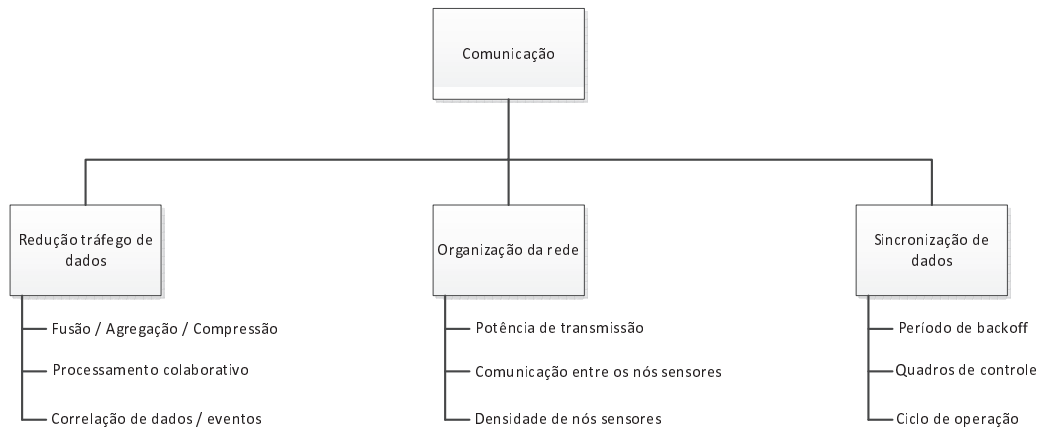 Comunicação
Redução tráfego de
dados
Organização da rede
Sincronização de
dados
Fusão / Agregação / Compressão
Processamento colaborativo
Correlação de dados / eventos
Potência de transmissão
Comunicação entre os nós sensores
Densidade de nós sensores
Período de backoff
Quadros de controle
Ciclo de operação